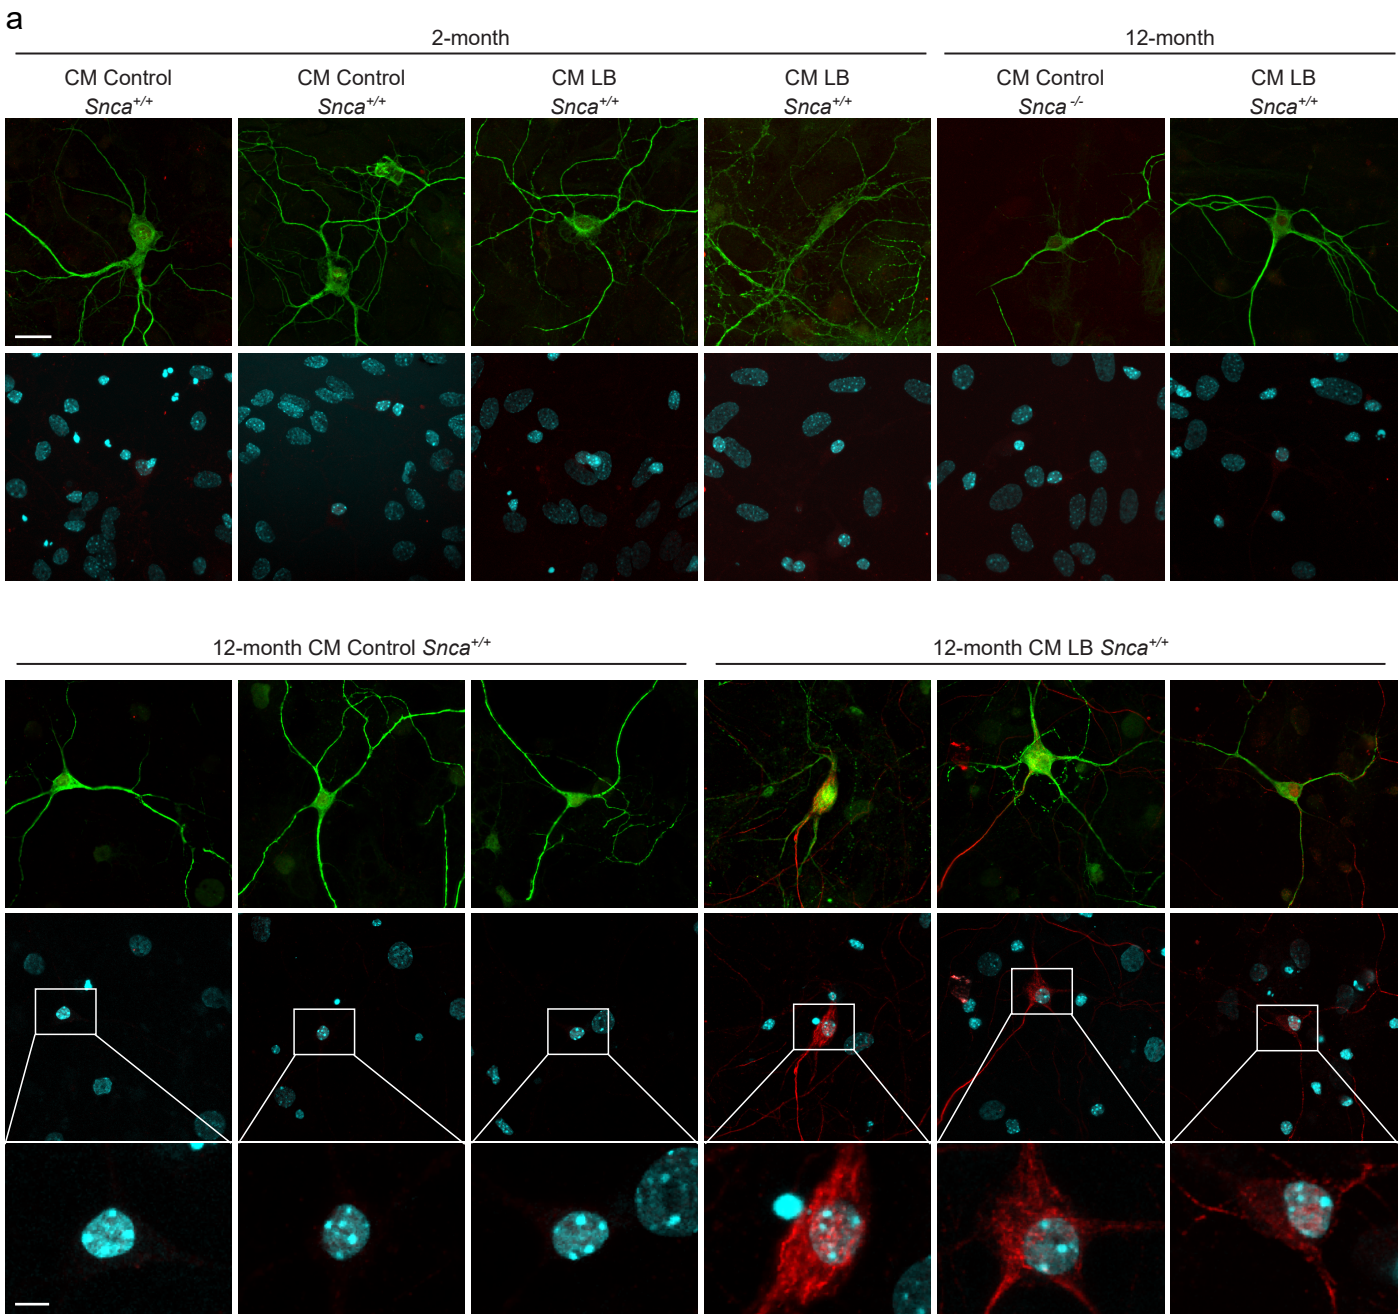 a
2-month 12-month
CM Control CM Control CM LB CM LB CM Control CM LB
Snca+/+ Snca+/+ Snca+/+ Snca+/+ Snca-/- Snca+/+
12-month CM Control Snca+/+ 12-month CM LB Snca+/+